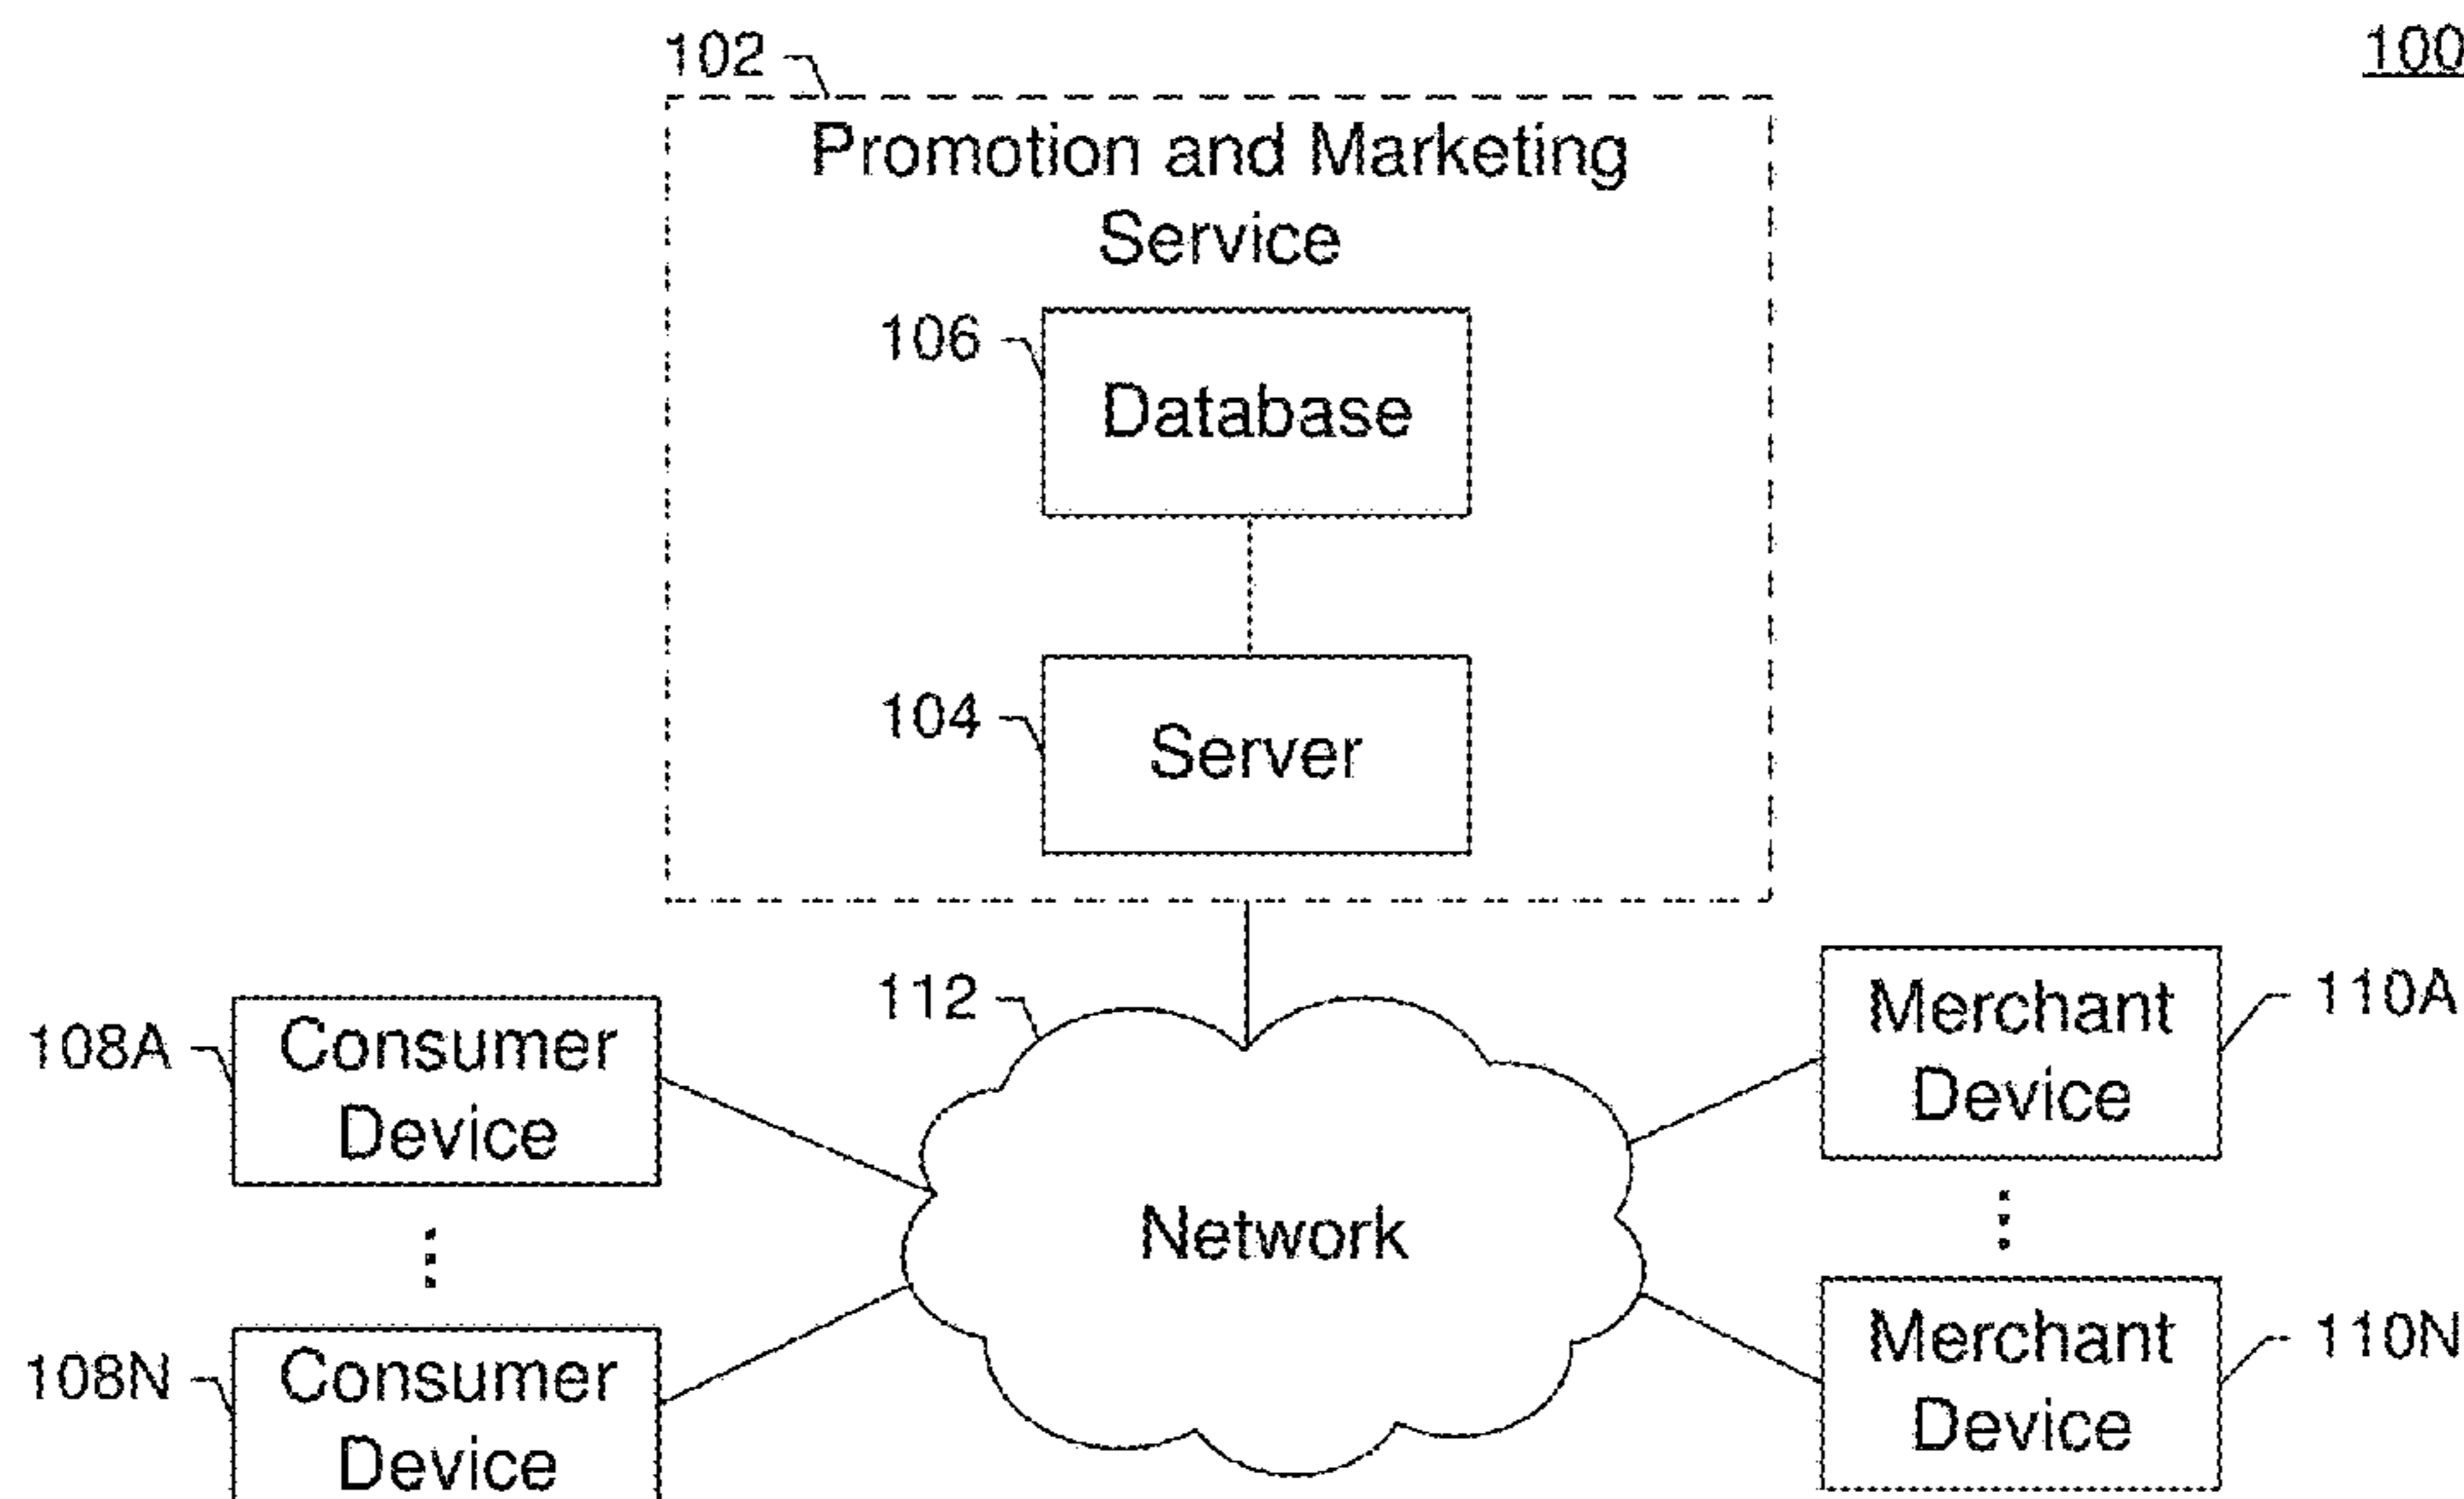 102
100
Promotion and Marketing
Service
106
Database
104
Server
112
108A
Consumer
Device
110A
Merchant
Device
Network
108N
Consumer
Device
110N
Merchant
Device